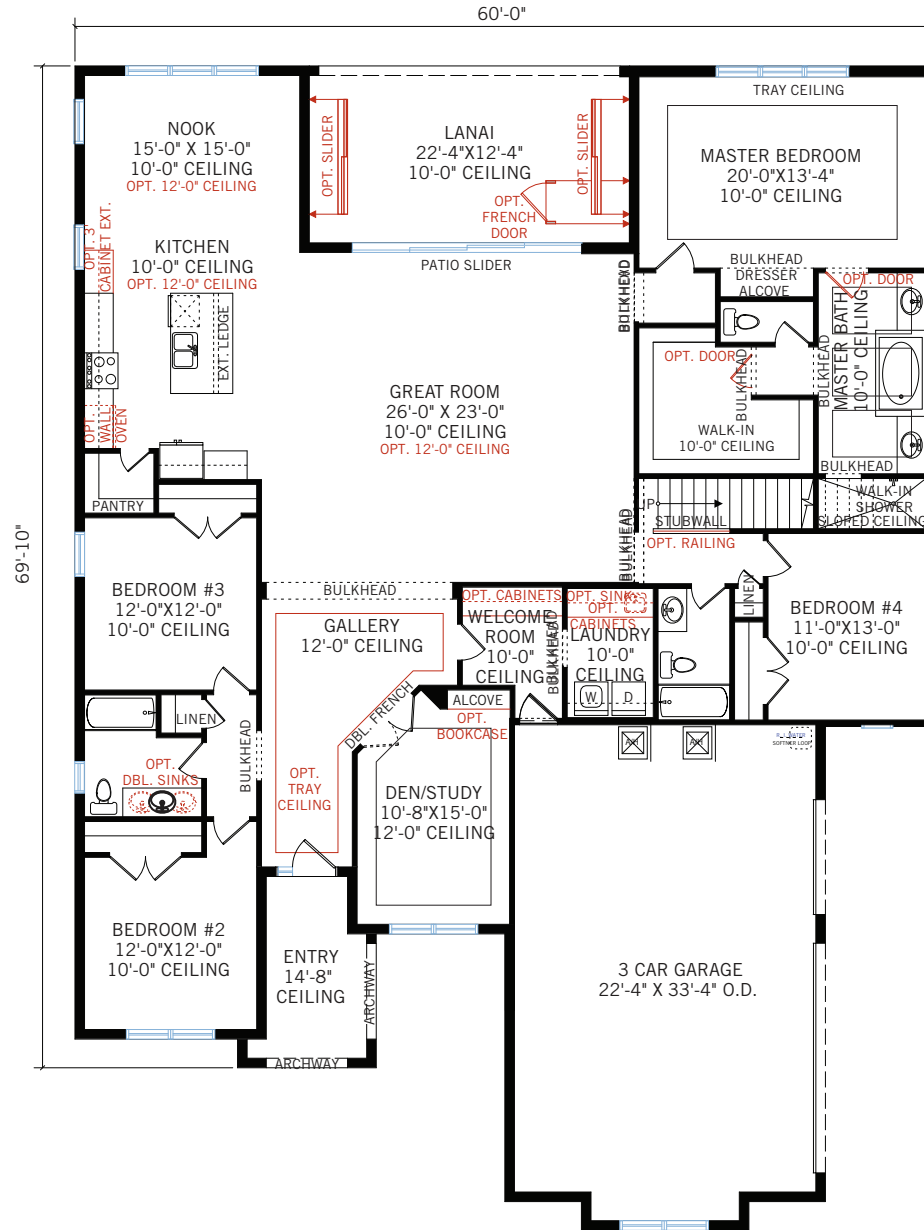 60'-0"
69'-10"
NOOK
15'-0" X 15'-0"
10'-0" CEILING
OPT. 12'-0" CEILING
OPT. SLIDER
LANAI
22'-4"X12'-4"
10'-0" CEILING
OPT. SLIDER
OPT.
FRENCH
DOOR
PATIO SLIDER
TRAY CEILING
MASTER BEDROOM
20'-0"X13'-4"
10'-0" CEILING
BULKHEAD
DRESSER
ALCOVE
BULKHEAD
OPT. 3'
CABINET EXT.
KITCHEN
10'-0" CEILING
OPT. 12'-0" CEILING
EXT. LEDGE
OPT.
WALL
OVEN
PANTRY
GREAT ROOM
26'-0" X 23'-0"
10'-0" CEILING
OPT. 12'-0" CEILING
OPT. DOOR
BULKHEAD
WALK-IN
10'-0" CEILING
OPT. DOOR
BULKHEAD
MASTER BATH
10'-0" CEILING
BULKHEAD
WALK-IN
SHOWER
SLOPED CEILING
UP
STUBWALL
OPT. RAILING
BULKHEAD
BEDROOM #3
12'-0"X12'-0"
10'-0" CEILING
BULKHEAD
GALLERY
12'-0" CEILING
OPT. CABINETS
WELCOME
ROOM
10'-0"
CEILING
BULKHEAD
OPT. SINK
OPT.
CABINETS
LAUNDRY
10'-0"
CEILING
W
D
LINEN
BEDROOM #4
11'-0"X13'-0"
10'-0" CEILING
LINEN
BULKHEAD
OPT.
DBL. SINKS
DBL. FRENCH
ALCOVE
OPT.
BOOKCASE
OPT.
TRAY
CEILING
DEN/STUDY
10'-8"X15'-0"
12'-0" CEILING
A/H
A/H
SOFTNER LOOP
BEDROOM #2
12'-0"X12'-0"
10'-0" CEILING
ENTRY
14'-8"
CEILING
ARCHWAY
ARCHWAY
3 CAR GARAGE
22'-4" X 33'-4" O.D.